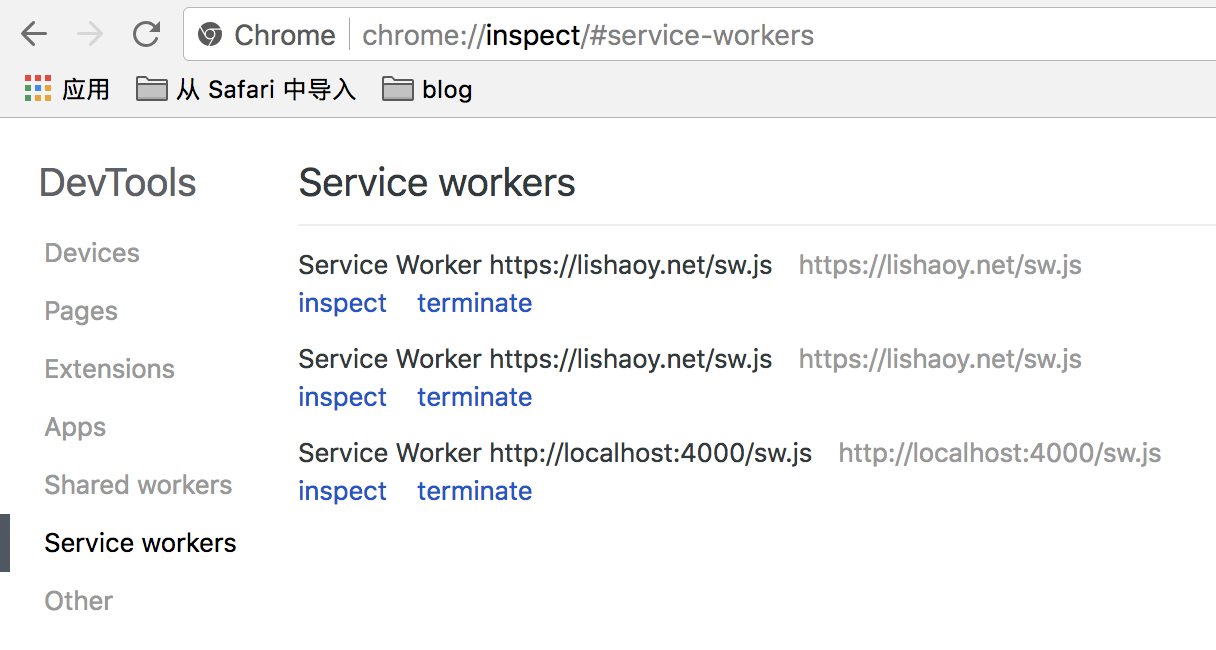 Chrome chrome://inspect/#service-workers
应用 从 Safari 中导入 blog
DevTools
Devices
Pages
Extensions
Apps
Shared workers
Service workers
Other
Service workers
Service Worker https://lishaoy.net/sw.js https://lishaoy.net/sw.js
inspect terminate
Service Worker https://lishaoy.net/sw.js https://lishaoy.net/sw.js
inspect terminate
Service Worker http://localhost:4000/sw.js http://localhost:4000/sw.js
inspect terminate